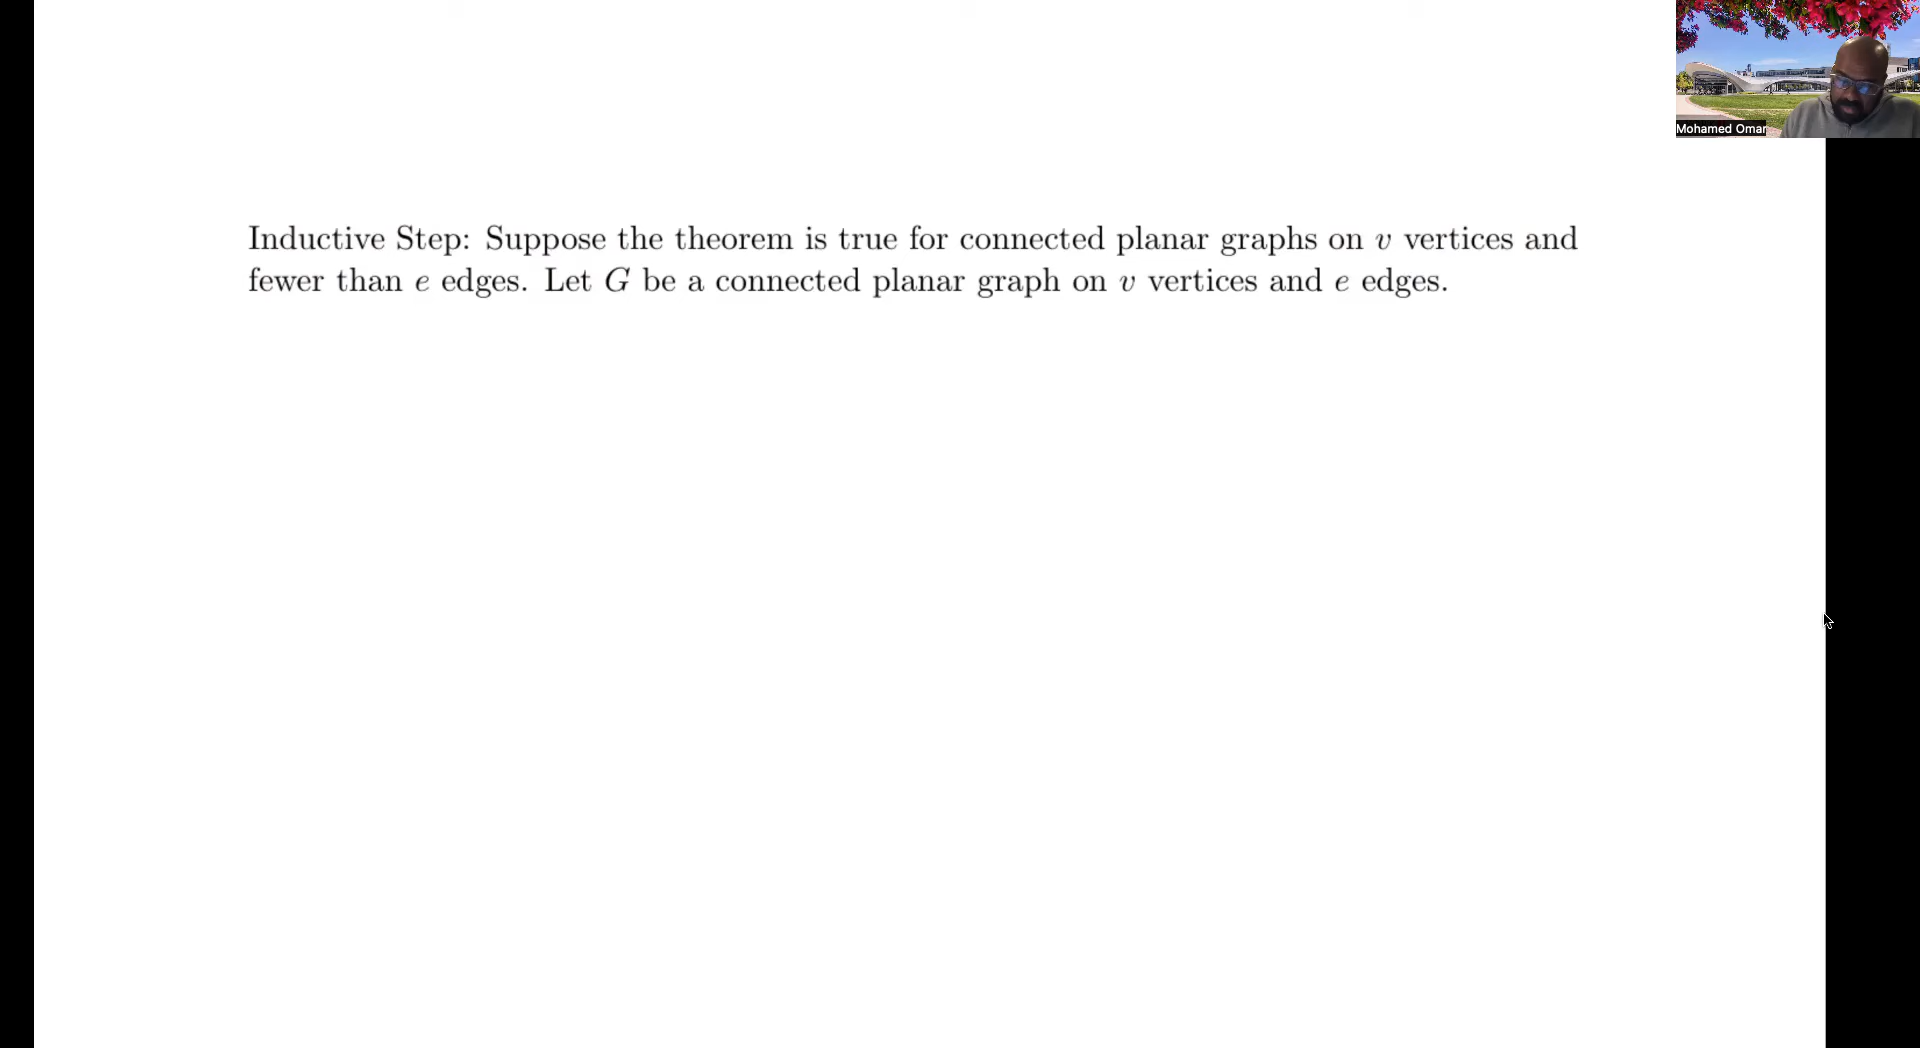 Mohamed Omar
Inductive Step: Suppose the theorem is true for connected planar graphs on v vertices and
fewer than e edges. Let G be a connected planar graph on v vertices and e edges.